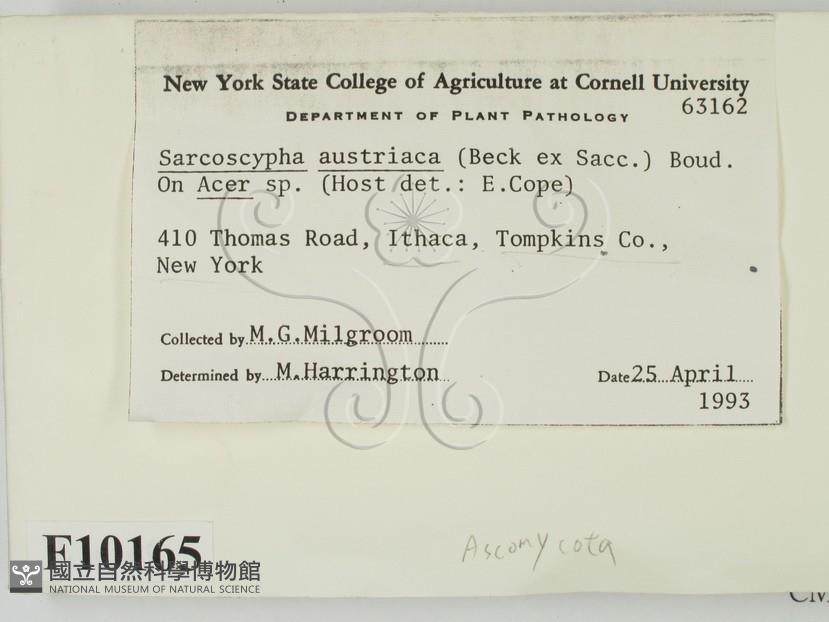 New York State College of Agriculture at Cornell University
63162
DEPARTMENT OF PLANT PATHOLOGY
Sarcoscypha austriaca (Beck ex Sacc.) Boud.
On Acer sp. (Host det.: E.Cope)
410 Thomas Road, Ithaca, Tompkins Co.,
New York
Collected by M.G.Milgroom
Determined by M.Harrington Date 25 April
1993
Ascomycota
F10165
國立自然科學博物館
NATIONAL MUSEUM OF NATURAL SCIENCE